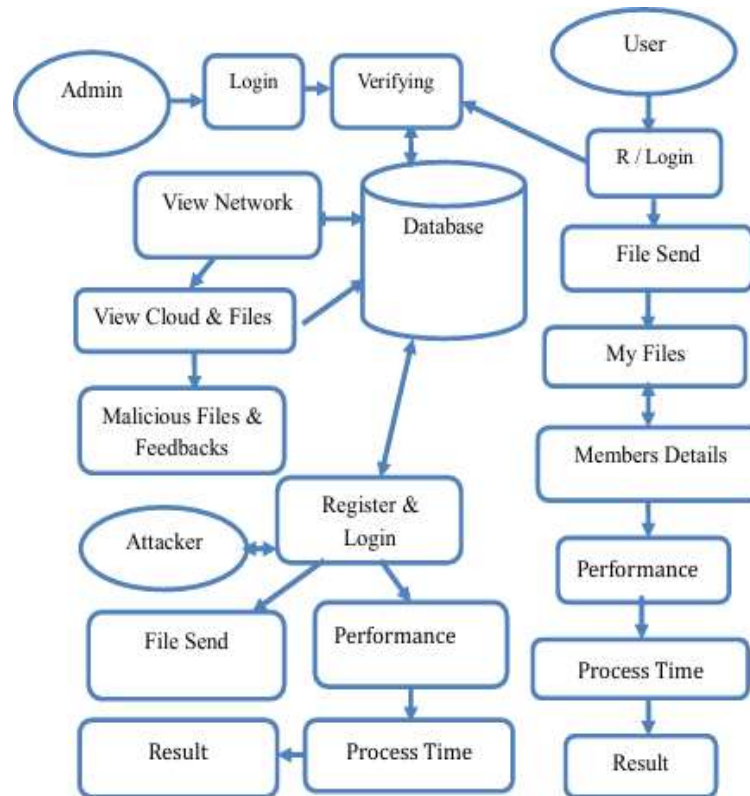 User
Admin
Login
Verifying
R / Login
View Network
Database
File Send
View Cloud & Files
My Files
Malicious Files &
Feedbacks
Members Details
Register &
Login
Attacker
Performance
File Send
Performance
Process Time
Result
Process Time
Result